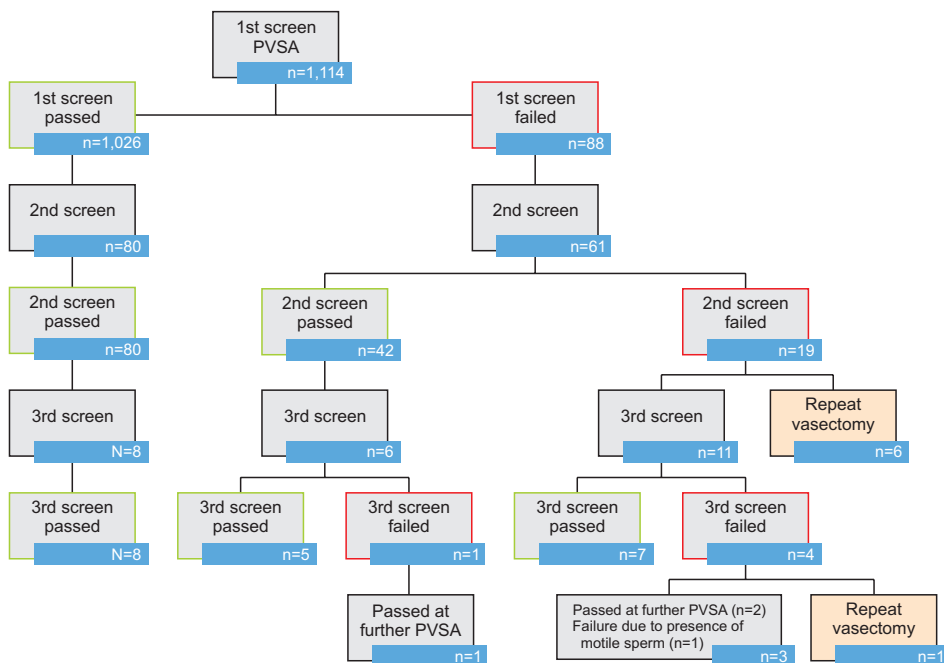 1st screen
PVSA
n=1,114
1st screen
passed
n=1,026
1st screen
failed
n=88
2nd screen
n=80
2nd screen
n=61
2nd screen
passed
n=80
2nd screen
passed
n=42
2nd screen
failed
n=19
3rd screen
N=8
3rd screen
n=6
3rd screen
n=11
Repeat
vasectomy
n=6
3rd screen
passed
N=8
3rd screen
passed
n=5
3rd screen
failed
n=1
3rd screen
passed
n=7
3rd screen
failed
n=4
Passed at
further PVSA
n=1
Passed at further PVSA (n=2)
Failure due to presence of
motile sperm (n=1)
n=3
Repeat
vasectomy
n=1